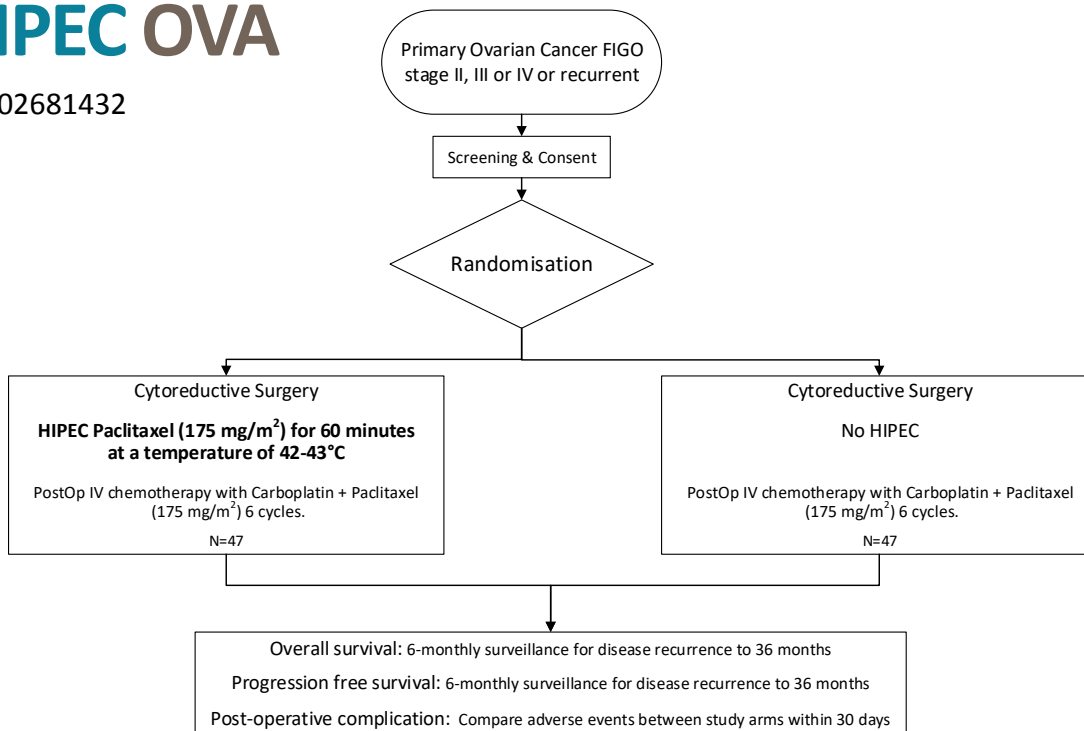 HIPEC OVA
02681432
Primary Ovarian Cancer FIGO
stage II, III or IV or recurrent
Screening & Consent
Randomisation
Cytoreductive Surgery
HIPEC Paclitaxel (175 mg/m²) for 60 minutes
at a temperature of 42-43°C
PostOp IV chemotherapy with Carboplatin + Paclitaxel
(175 mg/m²) 6 cycles.
N=47
Cytoreductive Surgery
No HIPEC
PostOp IV chemotherapy with Carboplatin + Paclitaxel
(175 mg/m²) 6 cycles.
N=47
Overall survival: 6-monthly surveillance for disease recurrence to 36 months
Progression free survival: 6-monthly surveillance for disease recurrence to 36 months
Post-operative complication: Compare adverse events between study arms within 30 days